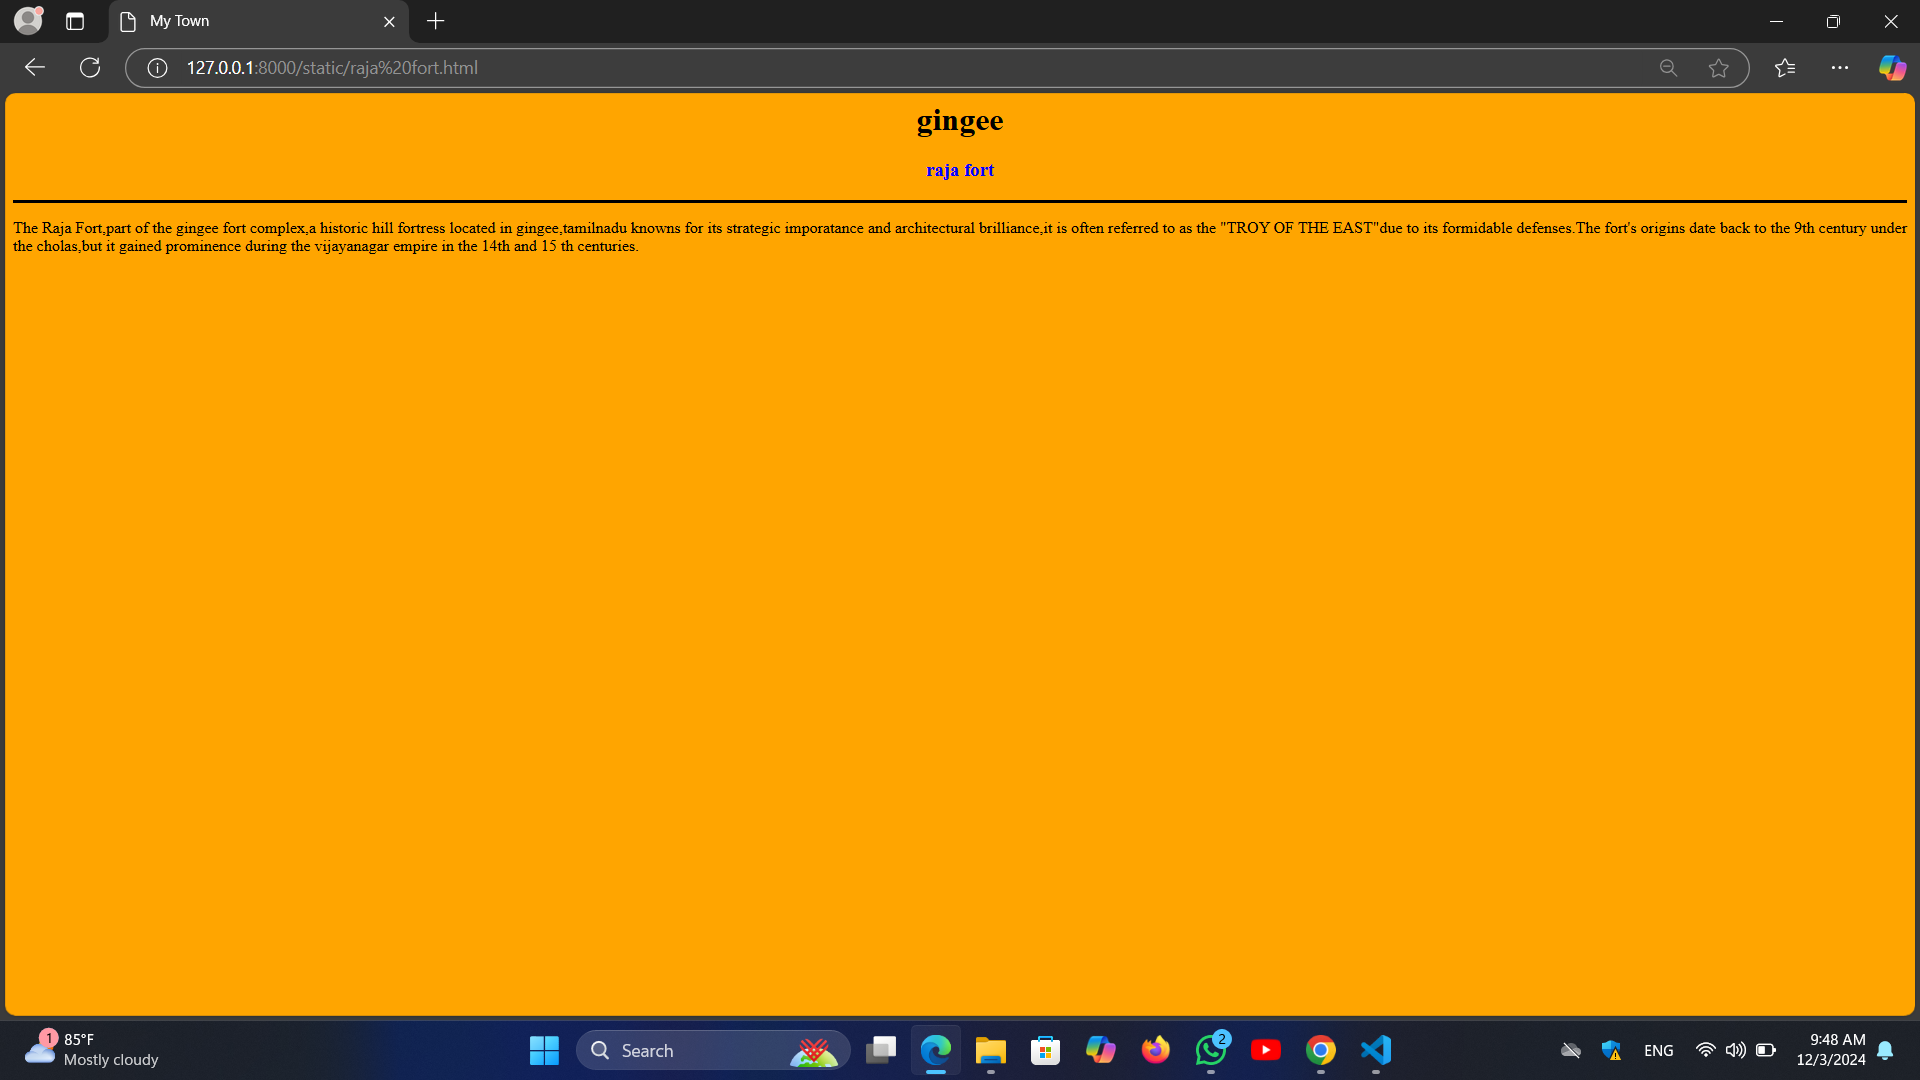 My Town
127.0.0.1:8000/static/raja%20fort.html
gingee
raja fort
The Raja Fort,part of the gingee fort complex,a historic hill fortress located in gingee,tamilnadu knowns for its strategic imporatance and architectural brilliance,it is often referred to as the "TROY OF THE EAST"due to its formidable defenses.The fort's origins date back to the 9th century under
the cholas,but it gained prominence during the vijayanagar empire in the 14th and 15 th centuries.
1
85°F
Mostly cloudy
Search
2
ENG
9:48 AM
12/3/2024